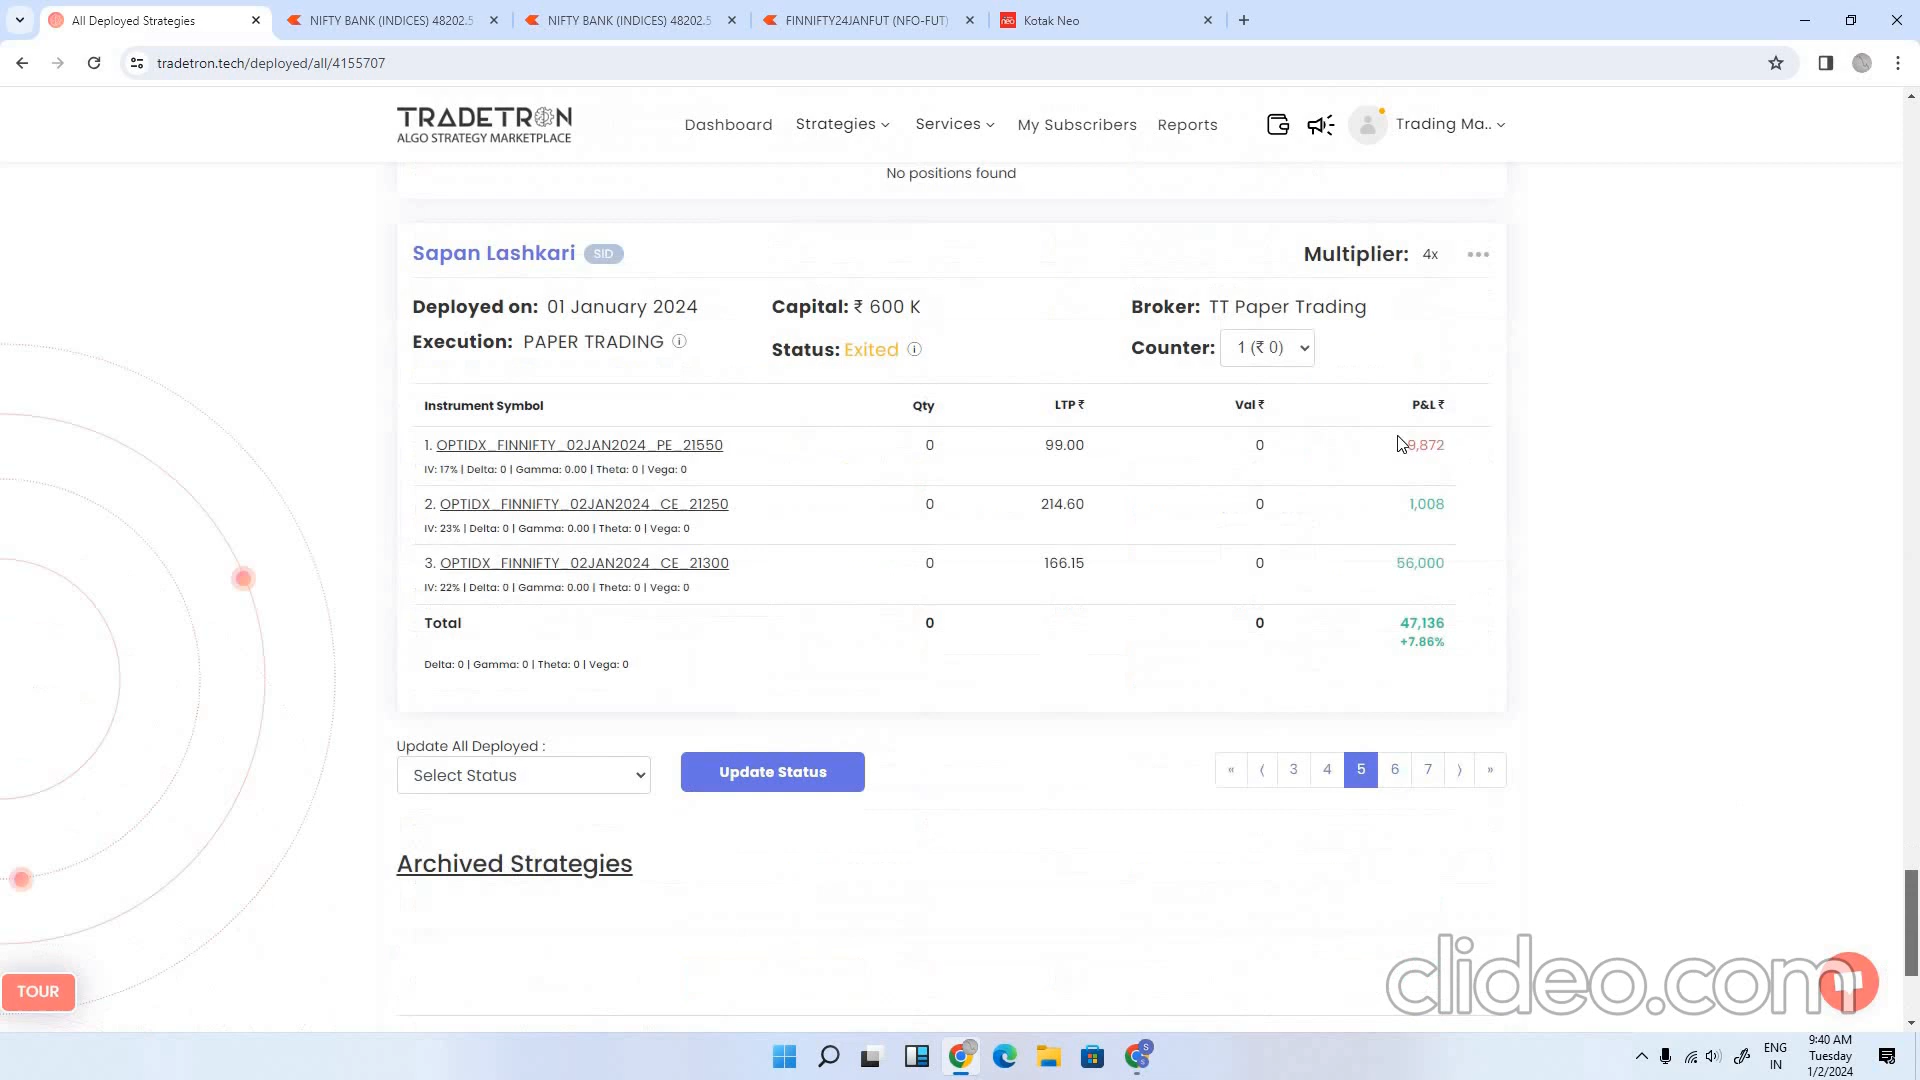 All Deployed Strategies
NIFTY BANK (INDICES) 48202.5
NIFTY BANK (INDICES) 48202.5
FINNIFTY24JANFUT (NFO-FUT)
Kotak Neo
tradetron.tech/deployed/all/4155707
TRADETRON
ALGO STRATEGY MARKETPLACE
Dashboard Strategies Services My Subscribers Reports Trading Ma..
No positions found
Sapan Lashkari SID Multiplier: 4x
Deployed on: 01 January 2024 Capital: ₹ 600 K Broker: TT Paper Trading
Execution: PAPER TRADING Status: Exited Counter: 1 (₹ 0)
Instrument Symbol Qty LTP ₹ Val ₹ P&L ₹
1. OPTIDX_FINNIFTY_02JAN2024_PE_21550 0 99.00 0 9,872
IV: 17% | Delta: 0 | Gamma: 0.00 | Theta: 0 | Vega: 0
2. OPTIDX_FINNIFTY_02JAN2024_CE_21250 0 214.60 0 1,008
IV: 23% | Delta: 0 | Gamma: 0.00 | Theta: 0 | Vega: 0
3. OPTIDX_FINNIFTY_02JAN2024_CE_21300 0 166.15 0 56,000
IV: 22% | Delta: 0 | Gamma: 0.00 | Theta: 0 | Vega: 0
Total 0 0 47,136
+7.86%
Delta: 0 | Gamma: 0 | Theta: 0 | Vega: 0
Update All Deployed :
Select Status Update Status « ⟨ 3 4 5 6 7 ⟩ »
Archived Strategies
TOUR
clideo.com
ENG
IN
9:40 AM
Tuesday
1/2/2024